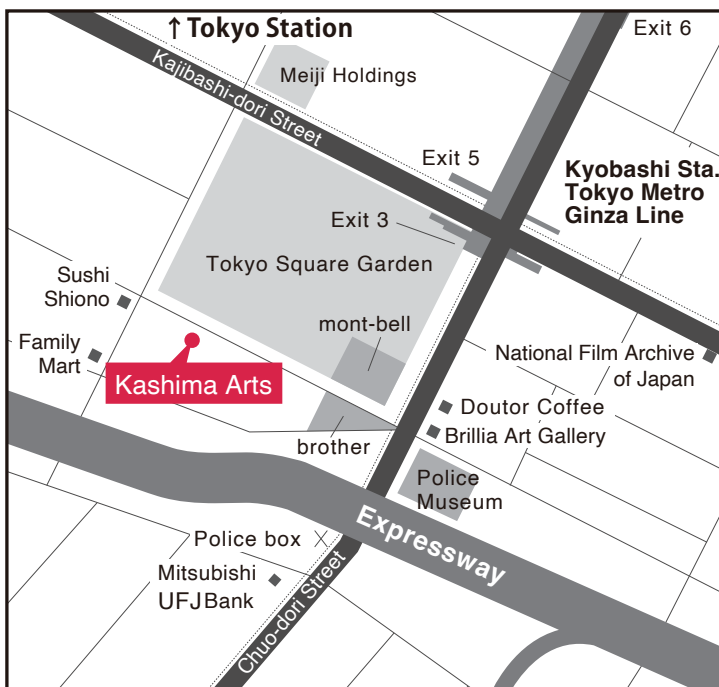 ↑ Tokyo Station
Exit 6
Meiji Holdings
Kajibashi-dori Street
Exit 5
Kyobashi Sta.
Tokyo Metro
Ginza Line
Exit 3
Tokyo Square Garden
Sushi
Shiono
mont-bell
Family
Mart
National Film Archive
of Japan
Kashima Arts
Doutor Coffee
brother
Brillia Art Gallery
Police
Museum
Expressway
Police box
Mitsubishi
UFJBank
Chuo-dori Street